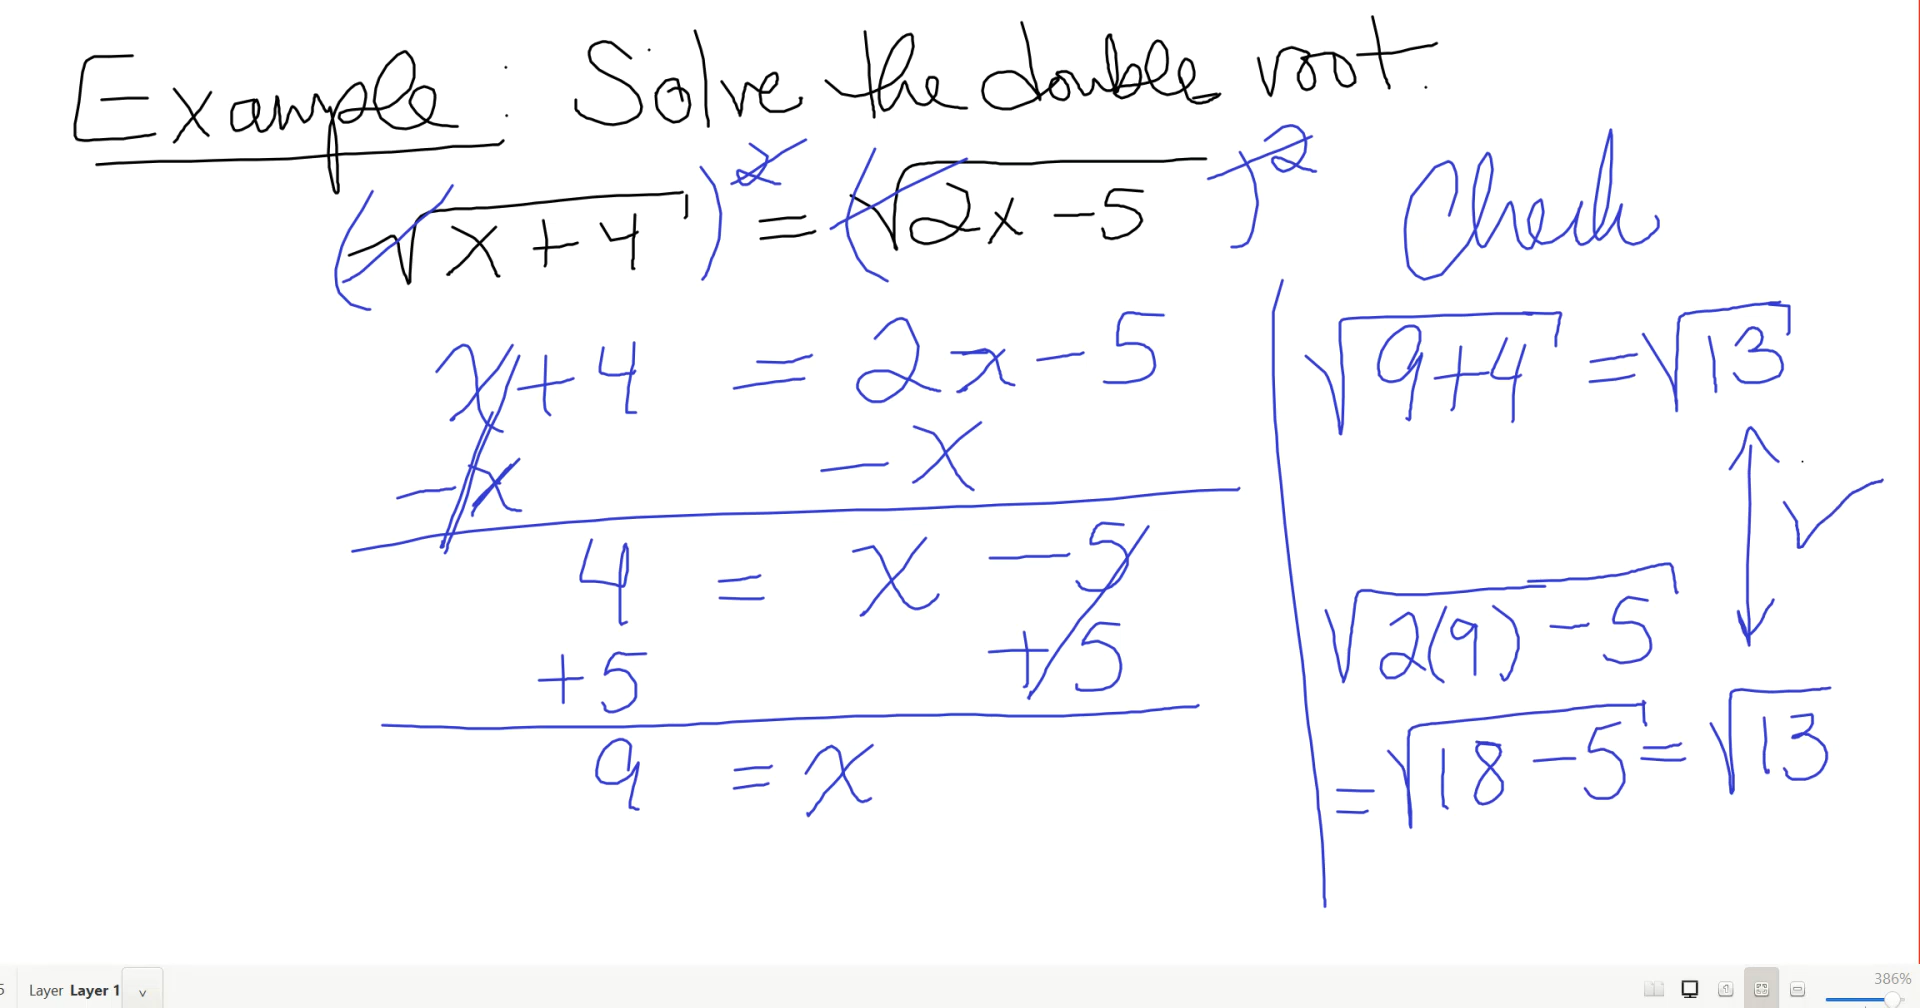 Example: Solve the double root.
(√(x+4))² = (√(2x-5))²
x+4 = 2x-5
-x -x
4 = x -5
+5 +5
9 = x
Check
√(9+4) = √13
✓
√(2(9)-5)
= √(18-5) = √13
5 Layer Layer 1 v
386%